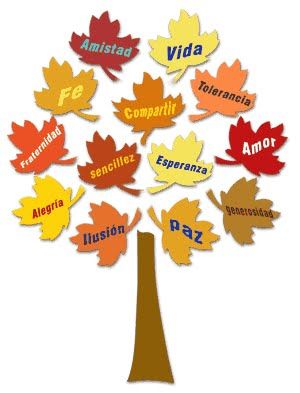 Amistad
Vida
Fe
Compartir
Tolerancia
Fraternidad
sencillez
Esperanza
Amor
Alegría
Ilusión
paz
generosidad